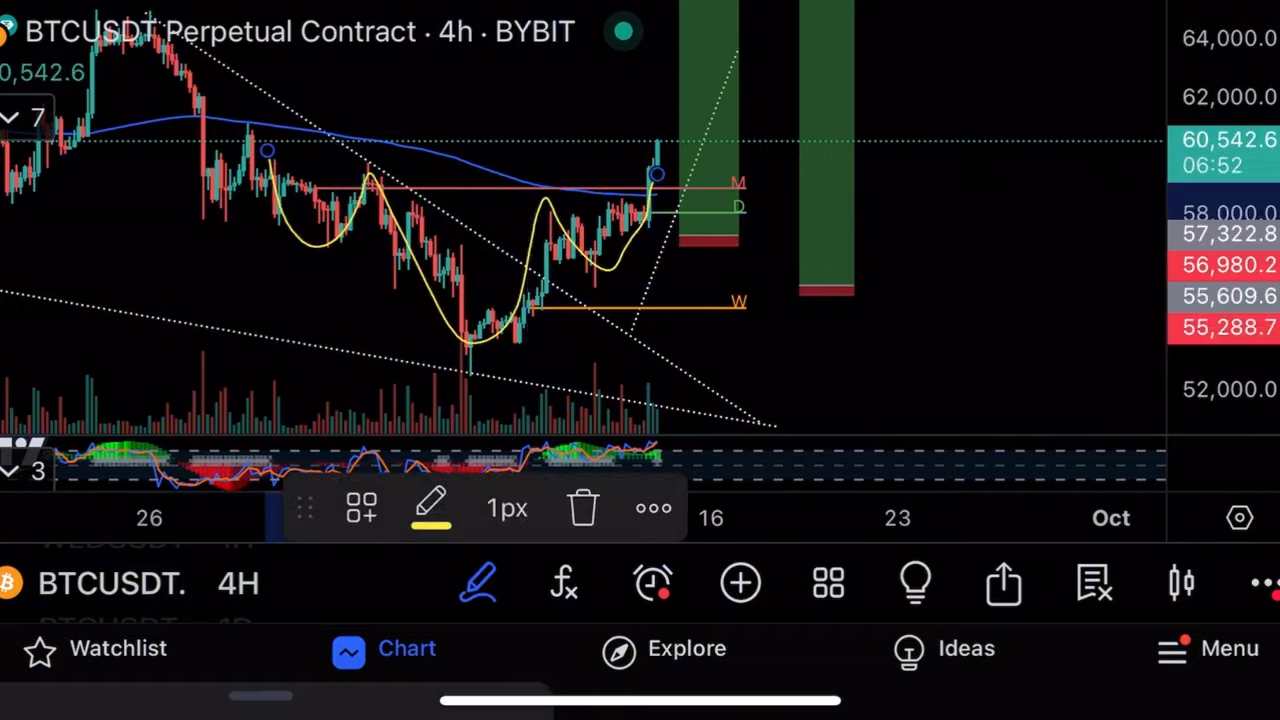 BTCUSDT Perpetual Contract · 4h · BYBIT
0,542.6
7
64,000.0
62,000.0
60,542.6
06:52
58,000.0
57,322.8
56,980.2
55,609.6
55,288.7
52,000.0
M
D
W
3
26
16
23
Oct
1px
BTCUSDT. 4H
Watchlist
Chart
Explore
Ideas
Menu